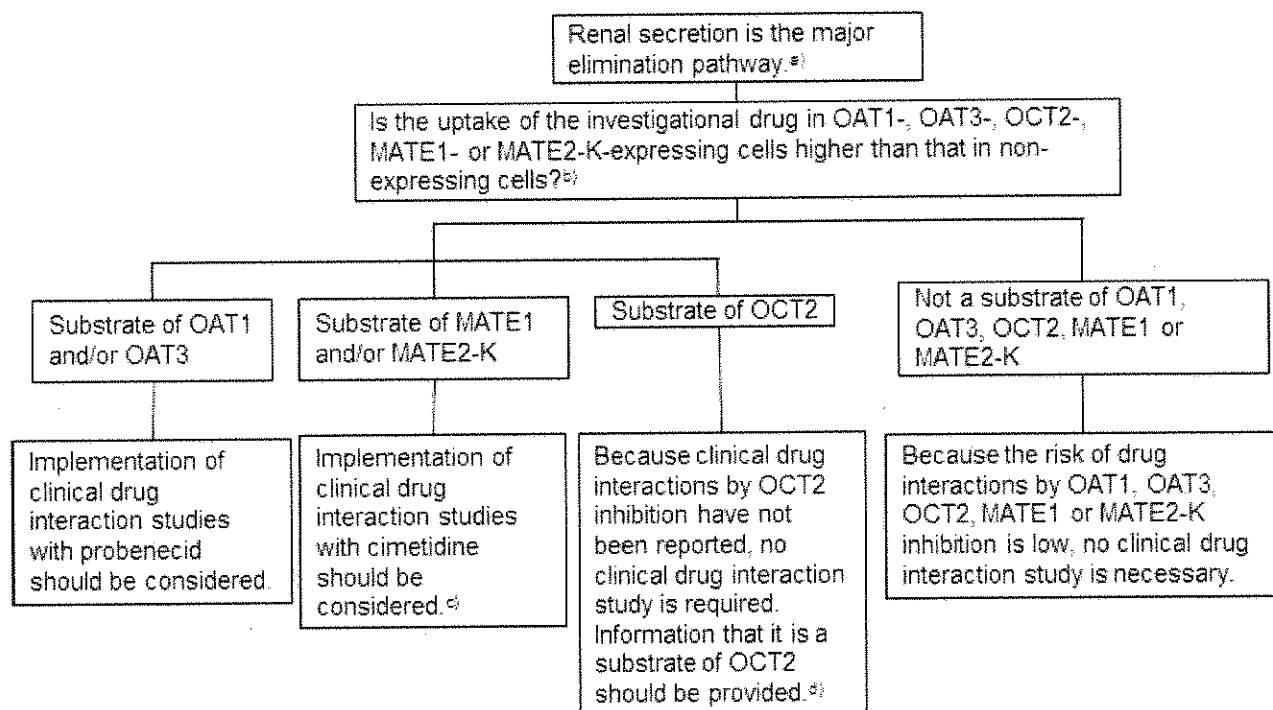 Renal secretion is the major
elimination pathway.a)
Is the uptake of the investigational drug in OAT1-, OAT3-, OCT2-,
MATE1- or MATE2-K-expressing cells higher than that in non-
expressing cells?b)
Substrate of OAT1
and/or OAT3
Substrate of MATE1
and/or MATE2-K
Substrate of OCT2
Not a substrate of OAT1,
OAT3, OCT2, MATE1 or
MATE2-K
Implementation of
clinical drug
interaction studies
with probenecid
should be considered.
Implementation of
clinical drug
interaction studies
with cimetidine
should be
considered.c)
Because clinical drug
interactions by OCT2
inhibition have not
been reported, no
clinical drug interaction
study is required.
Information that it is a
substrate of OCT2
should be provided.d)
Because the risk of drug
interactions by OAT1, OAT3,
OCT2, MATE1 or MATE2-K
inhibition is low, no clinical drug
interaction study is necessary.